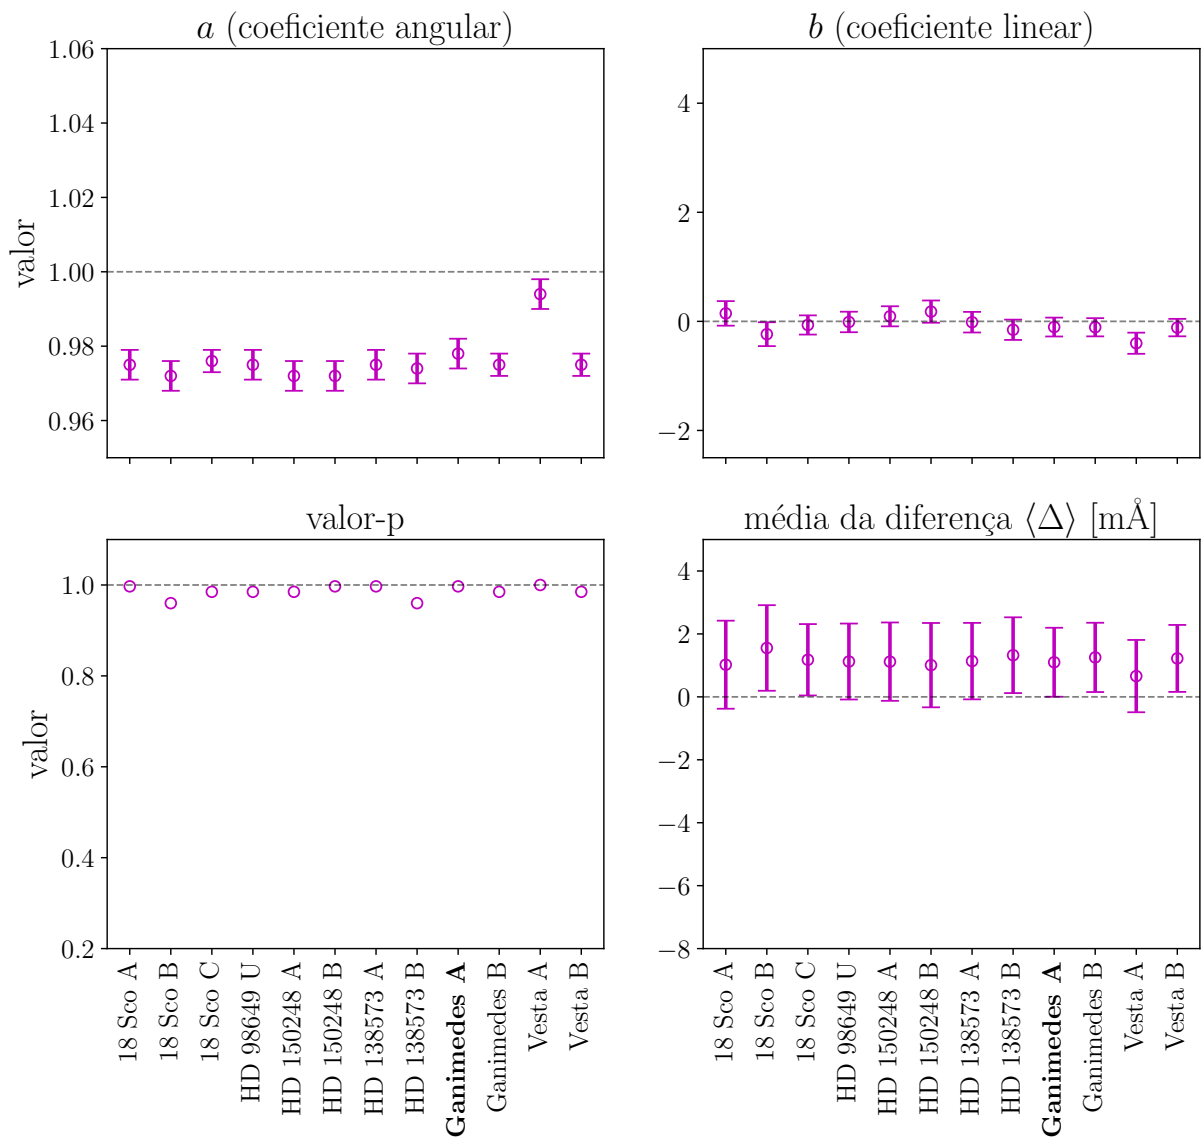 a (coeficiente angular)
b (coeficiente linear)
1.06
1.04
1.02
1.00
0.98
0.96
valor
4
2
0
−2
valor-p
média da diferença ⟨Δ⟩ [mÅ]
1.0
0.8
0.6
0.4
0.2
valor
4
2
0
−2
−4
−6
−8
18 Sco A
18 Sco B
18 Sco C
HD 98649 U
HD 150248 A
HD 150248 B
HD 138573 A
HD 138573 B
Ganimedes A
Ganimedes B
Vesta A
Vesta B
18 Sco A
18 Sco B
18 Sco C
HD 98649 U
HD 150248 A
HD 150248 B
HD 138573 A
HD 138573 B
Ganimedes A
Ganimedes B
Vesta A
Vesta B